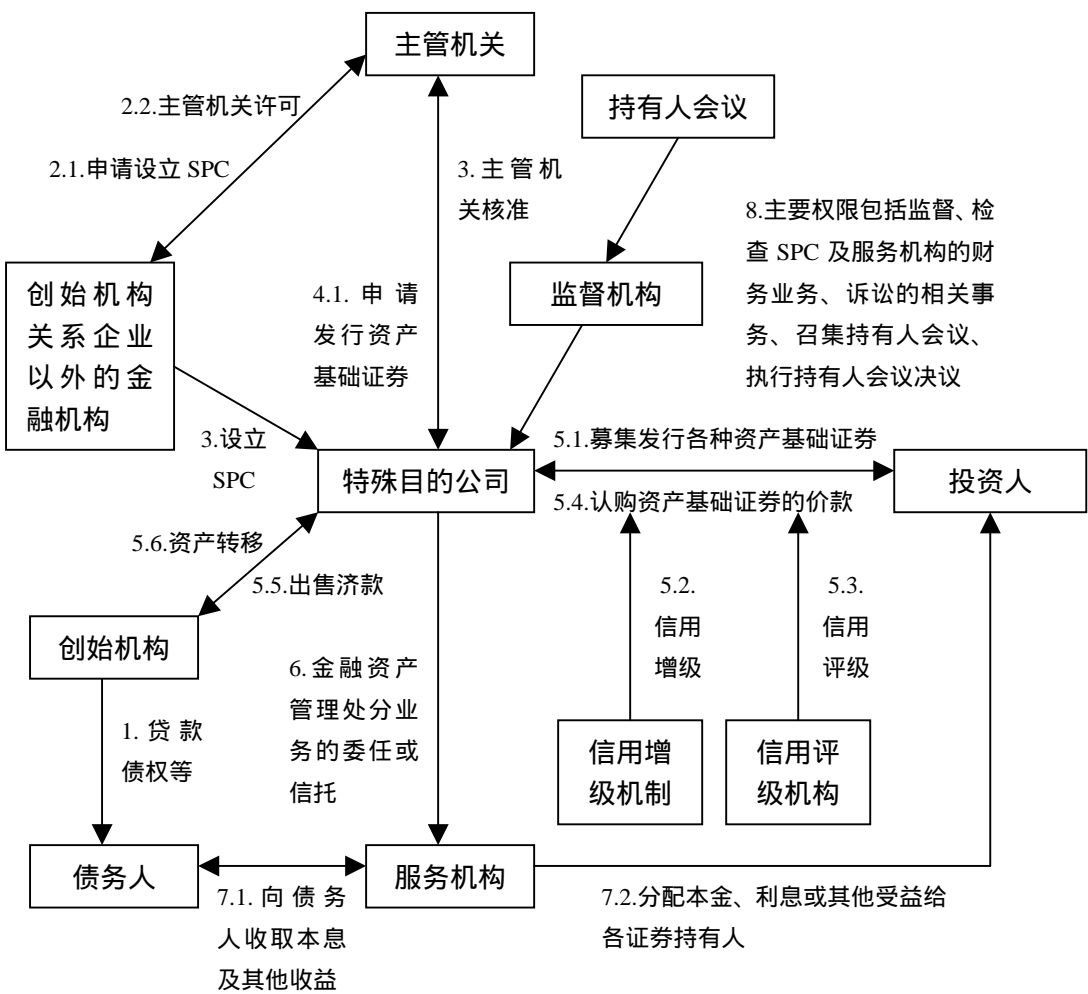 主管机关
2.2.主管机关许可
持有人会议
2.1.申请设立 SPC
3.主管机
关核准
8.主要权限包括监督、检
查 SPC 及服务机构的财
务业务、诉讼的相关事
务、召集持有人会议、
执行持有人会议决议
创始机构
关系企业
以外的金
融机构
4.1.申请
发行资产
基础证券
监督机构
3.设立
SPC
特殊目的公司
5.1.募集发行各种资产基础证券
5.4.认购资产基础证券的价款
投资人
5.6.资产转移
5.5.出售济款
创始机构
5.2.
信用
增级
5.3.
信用
评级
1.贷款
债权等
6.金融资产
管理处分业
务的委任或
信托
信用增
级机制
信用评
级机构
债务人
服务机构
7.1.向债务
人收取本息
及其他收益
7.2.分配本金、利息或其他受益给
各证券持有人